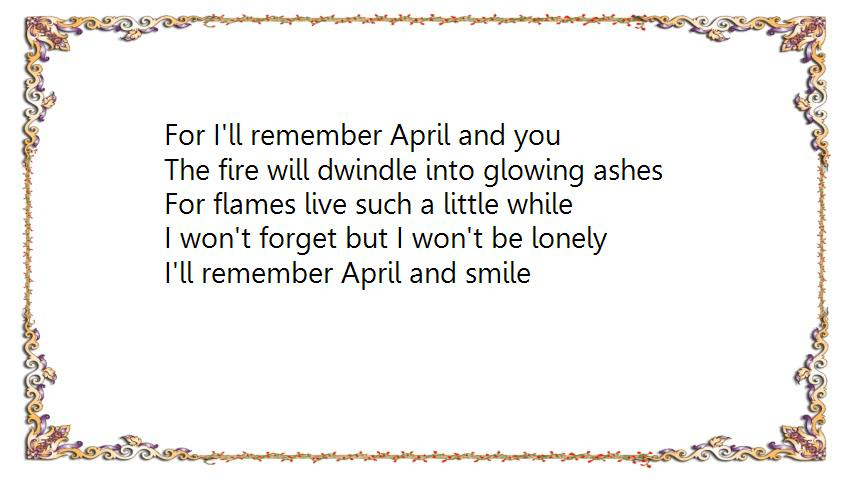 For I'll remember April and you
The fire will dwindle into glowing ashes
For flames live such a little while
I won't forget but I won't be lonely
I'll remember April and smile